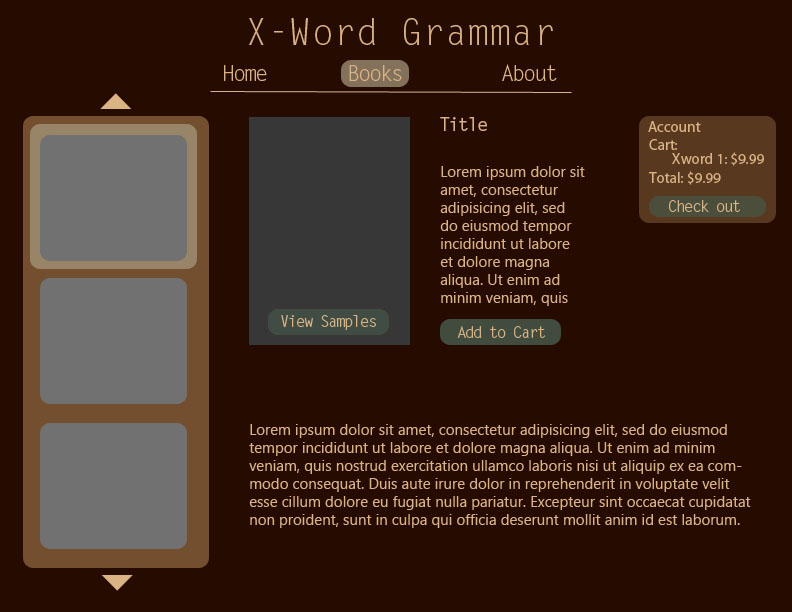 X-Word Grammar
Home Books About
Title
Lorem ipsum dolor sit
amet, consectetur
adipisicing elit, sed
do eiusmod tempor
incididunt ut labore
et dolore magna
aliqua. Ut enim ad
minim veniam, quis
View Samples
Add to Cart
Account
Cart:
Xword 1: $9.99
Total: $9.99
Check out
Lorem ipsum dolor sit amet, consectetur adipisicing elit, sed do eiusmod
tempor incididunt ut labore et dolore magna aliqua. Ut enim ad minim
veniam, quis nostrud exercitation ullamco laboris nisi ut aliquip ex ea com-
modo consequat. Duis aute irure dolor in reprehenderit in voluptate velit
esse cillum dolore eu fugiat nulla pariatur. Excepteur sint occaecat cupidatat
non proident, sunt in culpa qui officia deserunt mollit anim id est laborum.